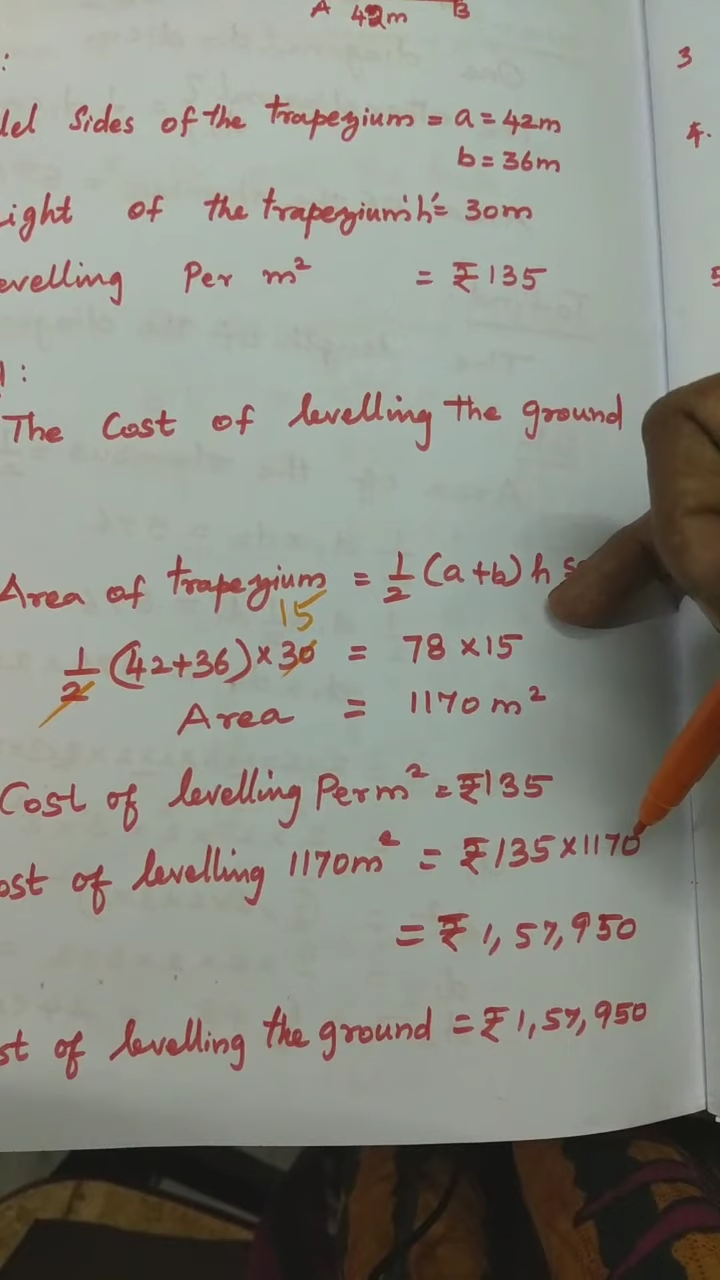 A 42m B
3
:
lel Sides of the trapezium = a = 42m
4.
b = 36m
ight of the trapezium 'h' = 30m
evelling Per m² = ₹135
:
The Cost of levelling the ground
Area of trapezium = 1/2 (a+b) h
15
1/2 (42+36) × 30 = 78 × 15
Area = 1170 m²
Cost of levelling Per m² = ₹135
ost of levelling 1170m² = ₹135×1170
= ₹1,57,950
st of levelling the ground = ₹1,57,950